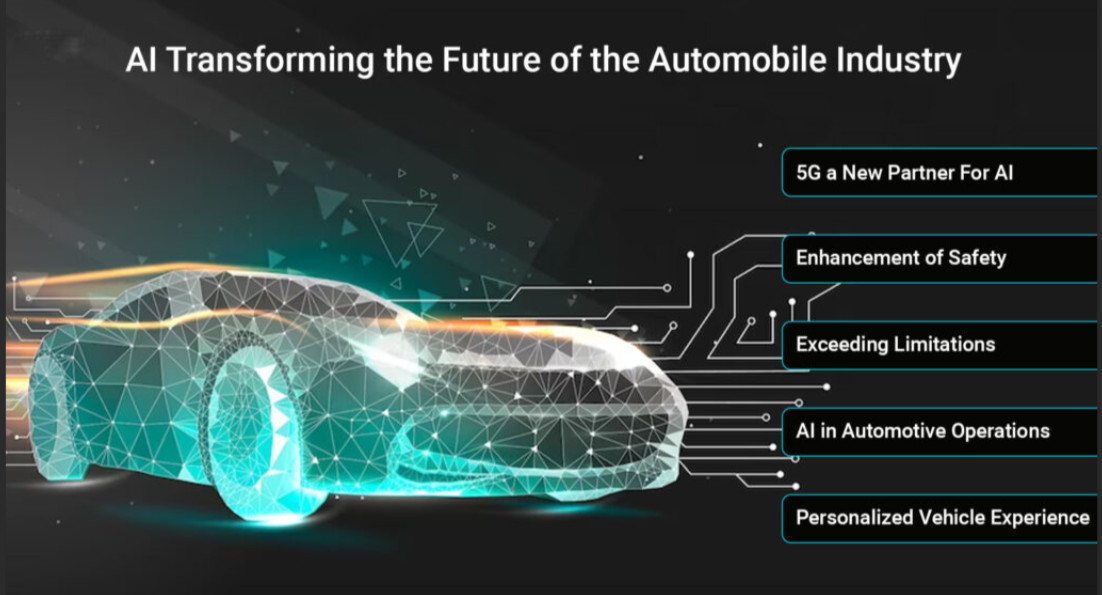 AI Transforming the Future of the Automobile Industry
5G a New Partner For AI
Enhancement of Safety
Exceeding Limitations
AI in Automotive Operations
Personalized Vehicle Experience